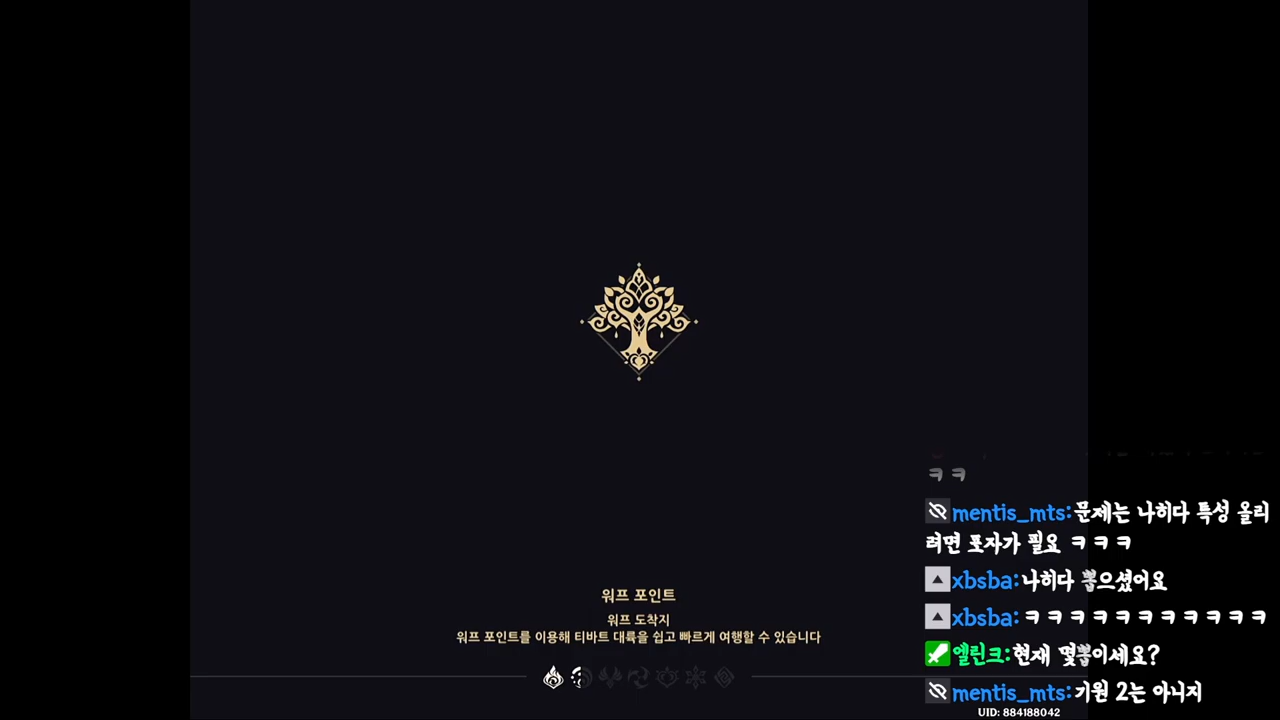 ㅋㅋ
mentis_mts:문제는 나히다 특성 올리
려면 포자가 필요 ㅋㅋㅋ
xbsba:나히다 뽑으셨어요
xbsba:ㅋㅋㅋㅋㅋㅋㅋㅋㅋㅋㅋ
엘린크:현재 몇뽑이세요?
mentis_mts:기원 2는 아니지
워프 포인트
워프 도착지
워프 포인트를 이용해 티바트 대륙을 쉽고 빠르게 여행할 수 있습니다
UID: 884188042